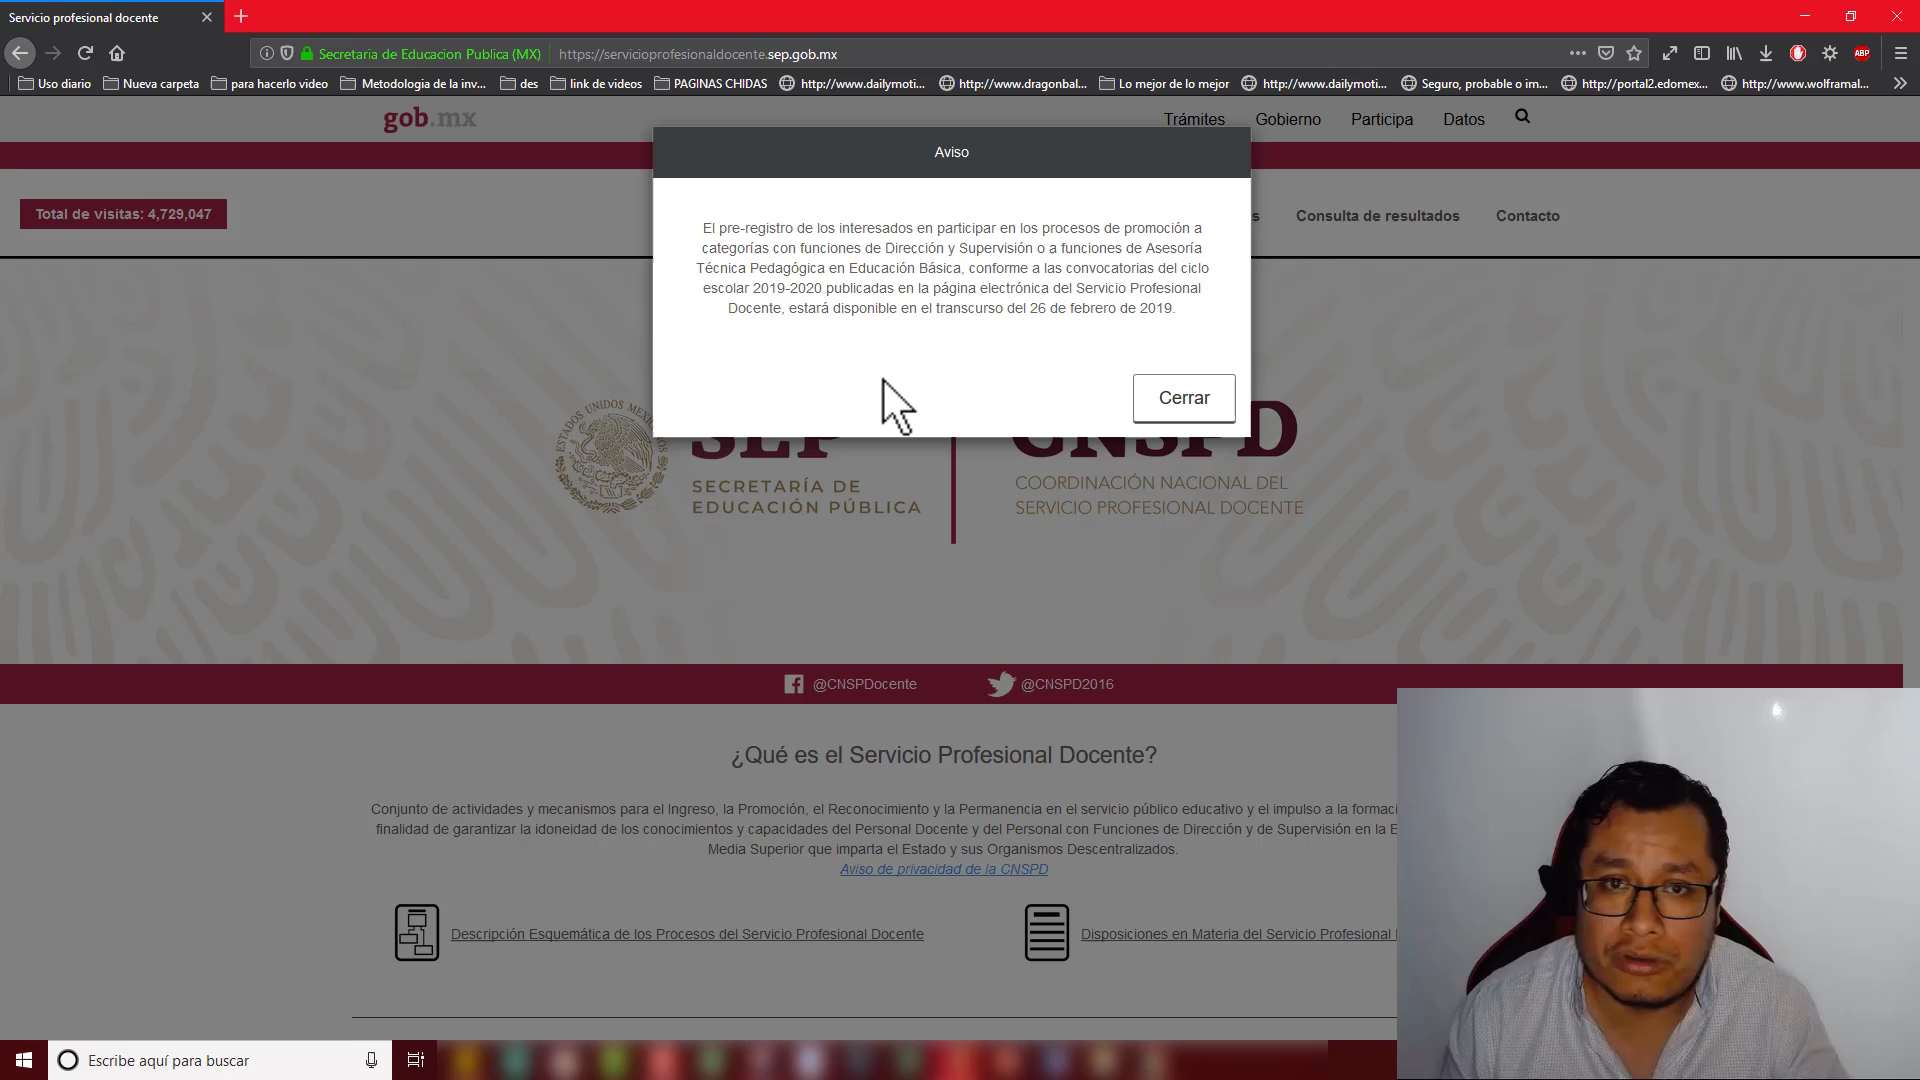 Servicio profesional docente
Secretaria de Educacion Publica (MX)
https://servicioprofesionaldocente.sep.gob.mx
Uso diario
Nueva carpeta
para hacerlo video
Metodologia de la inv...
des
link de videos
PAGINAS CHIDAS
http://www.dailymoti...
http://www.dragonbal...
Lo mejor de lo mejor
http://www.dailymoti...
Seguro, probable o im...
http://portal2.edomex...
http://www.wolframal...
ABP
gob.mx
Trámites
Gobierno
Participa
Datos
Aviso
Total de visitas: 4,729,047
s
Consulta de resultados
Contacto
El pre-registro de los interesados en participar en los procesos de promoción a
categorías con funciones de Dirección y Supervisión o a funciones de Asesoría
Técnica Pedagógica en Educación Básica, conforme a las convocatorias del ciclo
escolar 2019-2020 publicadas en la página electrónica del Servicio Profesional
Docente, estará disponible en el transcurso del 26 de febrero de 2019.
Cerrar
SEP
SECRETARÍA DE
EDUCACIÓN PÚBLICA
CNSPD
COORDINACIÓN NACIONAL DEL
SERVICIO PROFESIONAL DOCENTE
@CNSPDocente
@CNSPD2016
¿Qué es el Servicio Profesional Docente?
Conjunto de actividades y mecanismos para el Ingreso, la Promoción, el Reconocimiento y la Permanencia en el servicio público educativo y el impulso a la formaci
finalidad de garantizar la idoneidad de los conocimientos y capacidades del Personal Docente y del Personal con Funciones de Dirección y de Supervisión en la E
Media Superior que imparta el Estado y sus Organismos Descentralizados.
Aviso de privacidad de la CNSPD
Descripción Esquemática de los Procesos del Servicio Profesional Docente
Disposiciones en Materia del Servicio Profesional
Escribe aquí para buscar